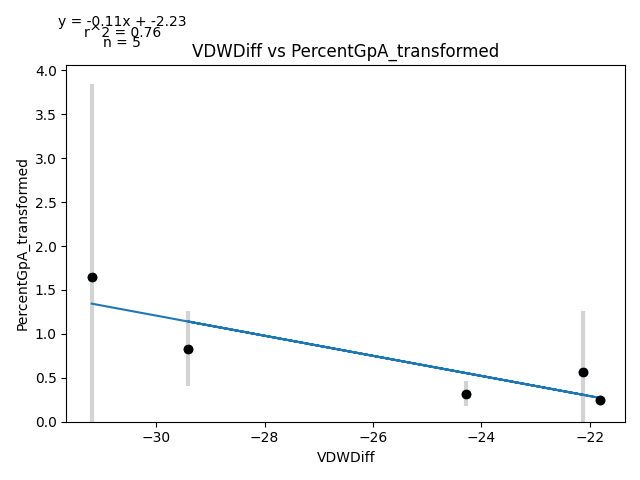 y = -0.11x + -2.23
r^2 = 0.76
n = 5
VDWDiff vs PercentGpA_transformed
4.0
3.5
3.0
2.5
2.0
1.5
1.0
0.5
0.0
PercentGpA_transformed
−30 −28 −26 −24 −22
VDWDiff